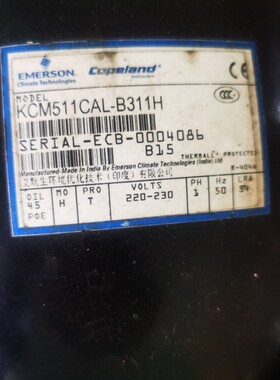 EMERSON
Climate Technologies
Copeland
CE
CCC
MODEL
KCM511CAL-B311H
SERIAL-ECB-0004086
B15
THERMALLY PROTECTED
Manufactured-Made In India By Emerson Climate Technologies (India) Ltd
R-404A
OIL MO PRO VOLTS PH Hz LRA
45 H T 220-230 1 50 34
POE